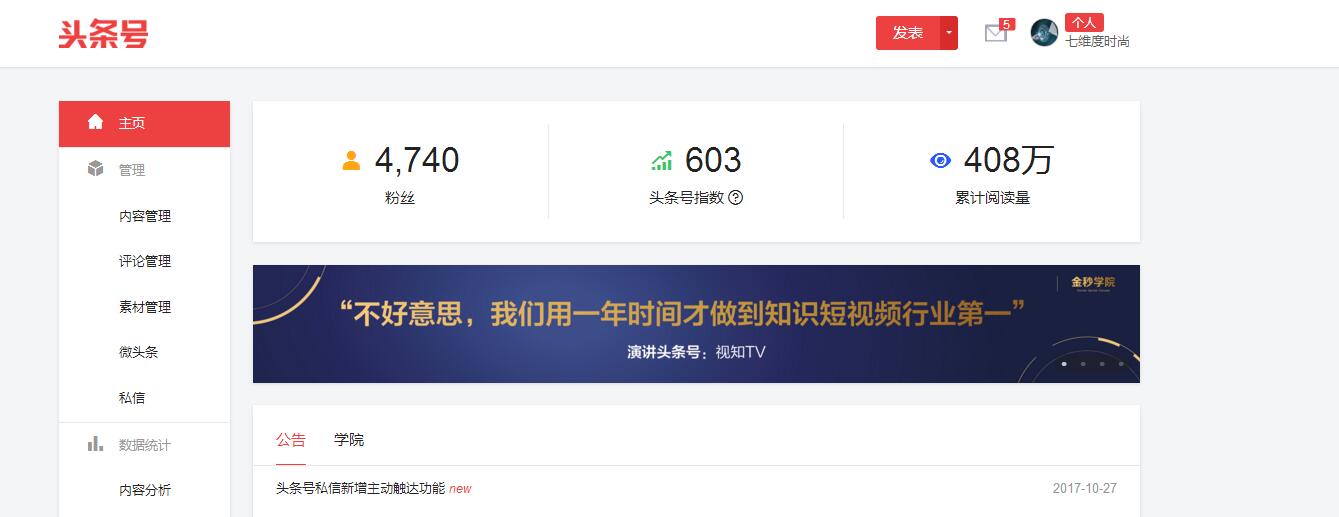 头条号
发表
5
个人
七维度时尚
主页
管理
内容管理
评论管理
素材管理
微头条
私信
数据统计
内容分析
4,740
粉丝
603
头条号指数
408万
累计阅读量
金秒学院
“不好意思，我们用一年时间才做到知识短视频行业第一”
演讲头条号：视知TV
公告 学院
头条号私信新增主动触达功能 new 2017-10-27